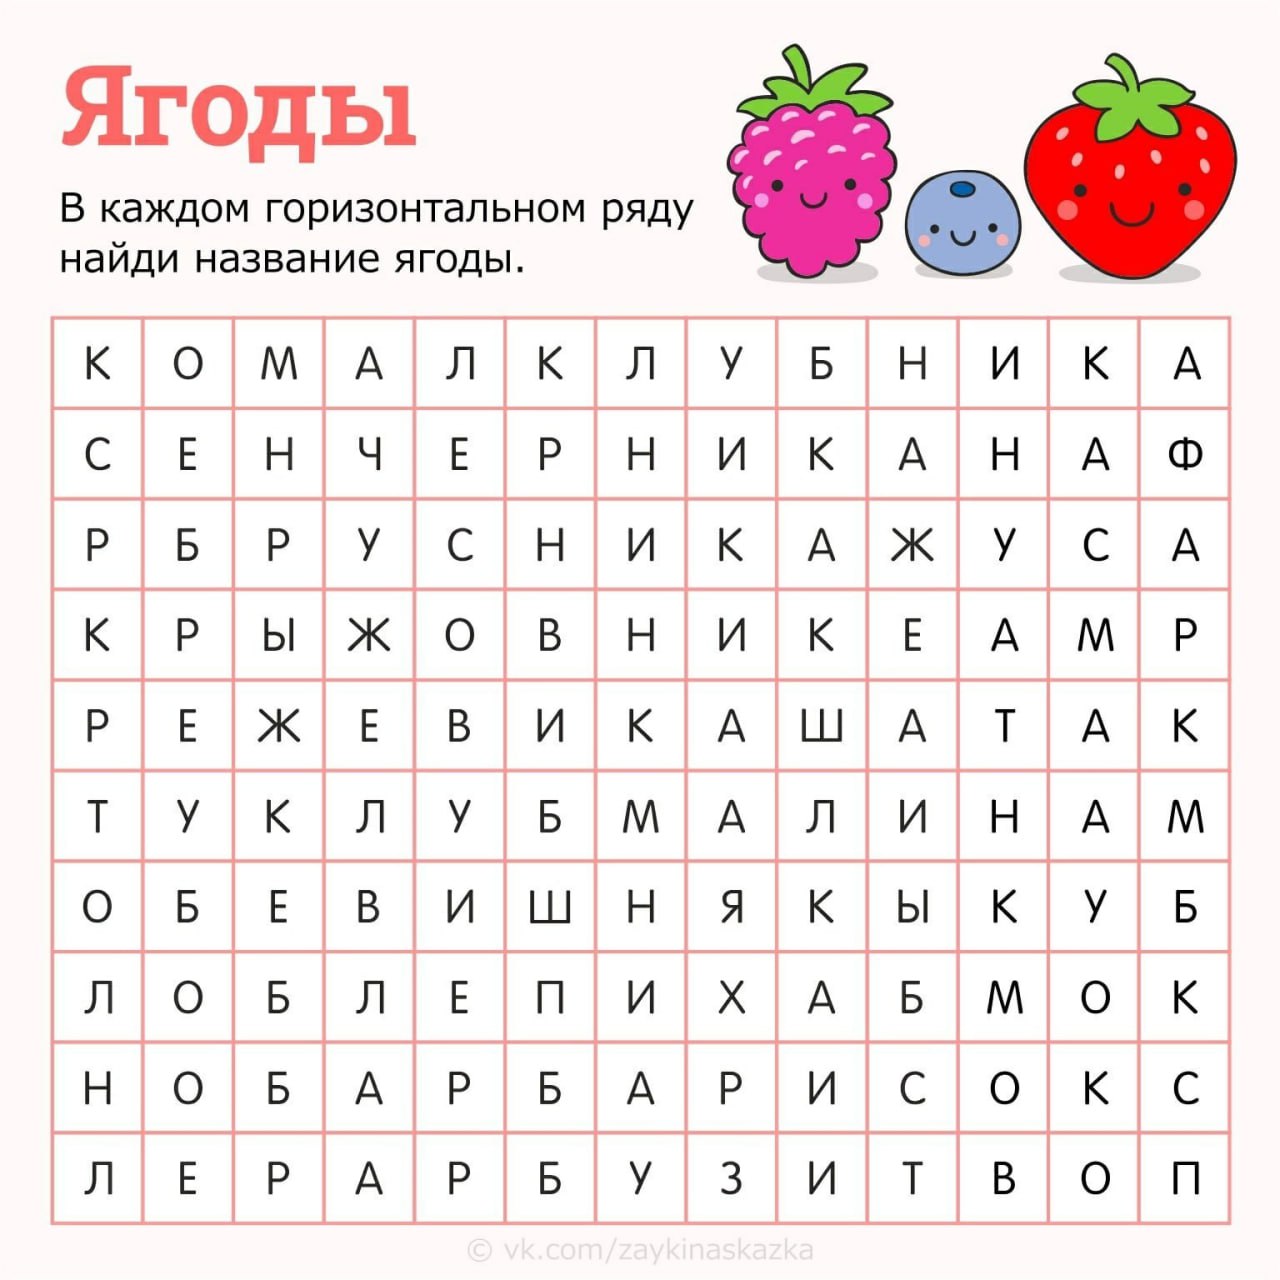 Ягоды
В каждом горизонтальном ряду
найди название ягоды.
К О М А Л К Л У Б Н И К А
С Е Н Ч Е Р Н И К А Н А Ф
Р Б Р У С Н И К А Ж У С А
К Р Ы Ж О В Н И К Е А М Р
Р Е Ж Е В И К А Ш А Т А К
Т У К Л У Б М А Л И Н А М
О Б Е В И Ш Н Я К Ы К У Б
Л О Б Л Е П И Х А Б М О К
Н О Б А Р Б А Р И С О К С
Л Е Р А Р Б У З И Т В О П
© vk.com/zaykinaskazka